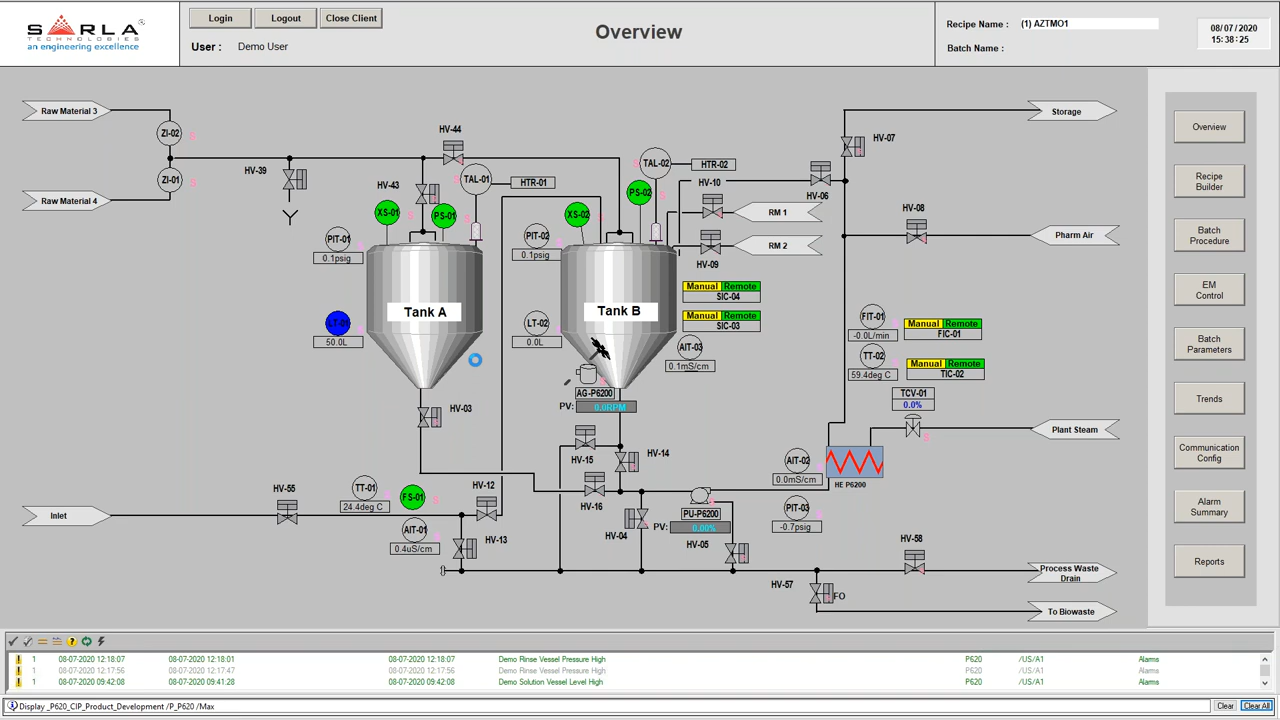 SARLA
TECHNOLOGIES
an engineering excellence
Login
Logout
Close Client
User :
Demo User
Overview
Recipe Name :
(1) AZTMO1
Batch Name :
08/07/2020
15:38:25
Raw Material 3
ZI-02
S
ZI-01
S
Raw Material 4
HV-39
HV-44
HV-43
TAL-01
S
HTR-01
XS-01
S
PS-01
S
PIT-01
0.1psig
LT-01
50.0L
Tank A
HV-03
TAL-02
S
HTR-02
PS-02
S
XS-02
S
PIT-02
0.1psig
LT-02
0.0L
Tank B
HV-10
HV-09
RM 1
RM 2
HV-06
HV-07
Storage
HV-08
Pharm Air
Manual Remote
SIC-04
Manual Remote
SIC-03
AIT-03
0.1mS/cm
AG-P6200
PV:
0.0RPM
FIT-01
-0.0L/min
Manual Remote
FIC-01
TT-02
59.4deg C
Manual Remote
TIC-02
TCV-01
0.0%
S
Plant Steam
HE P6200
AIT-02
0.0mS/cm
PIT-03
-0.7psig
HV-15
HV-14
HV-16
HV-04
PU-P6200
PV:
0.00%
HV-05
Inlet
HV-55
TT-01
24.4deg C
FS-01
S
AIT-01
0.4uS/cm
HV-12
HV-13
HV-57
FO
HV-58
Process Waste
Drain
To Biowaste
Overview
Recipe
Builder
Batch
Procedure
EM
Control
Batch
Parameters
Trends
Communication
Config
Alarm
Summary
Reports
1 08-07-2020 12:18:07 08-07-2020 12:18:01 08-07-2020 12:18:07 Demo Rinse Vessel Pressure High P620 /US/A1 Alarms
1 08-07-2020 12:17:56 08-07-2020 12:17:47 08-07-2020 12:17:56 Demo Rinse Vessel Pressure High P620 /US/A1 Alarms
1 08-07-2020 09:42:08 08-07-2020 09:41:28 08-07-2020 09:42:08 Demo Solution Vessel Level High P620 /US/A1 Alarms
Display _P620_CIP_Product_Development /P_P620 /Max
Clear
Clear All